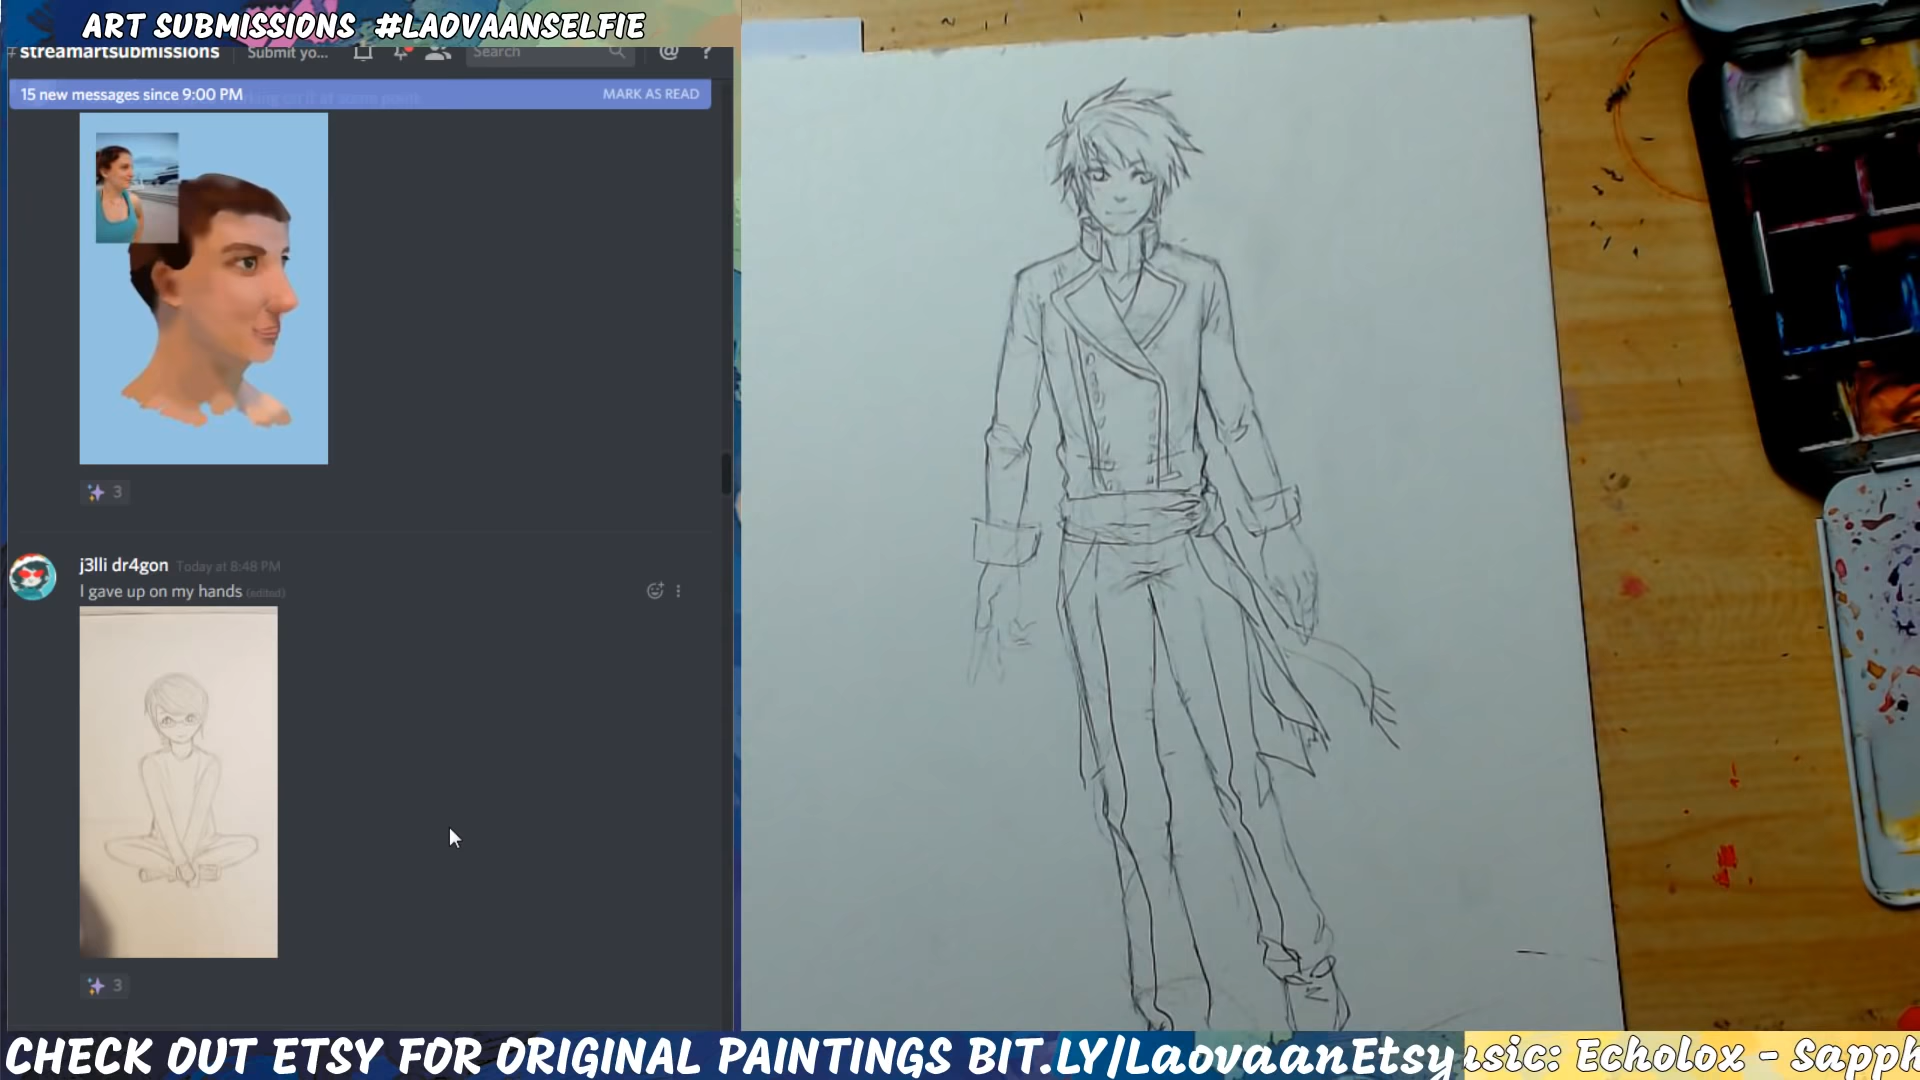 ART SUBMISSIONS #LAOVAANSELFIE
streamartsubmissions
Submit yo...
Search
15 new messages since 9:00 PM
MARK AS READ
3
j3lli dr4gon Today at 8:48 PM
I gave up on my hands (edited)
3
CHECK OUT ETSY FOR ORIGINAL PAINTINGS BIT.LY/LaovaanEtsy
usic: Echolox - Sapph